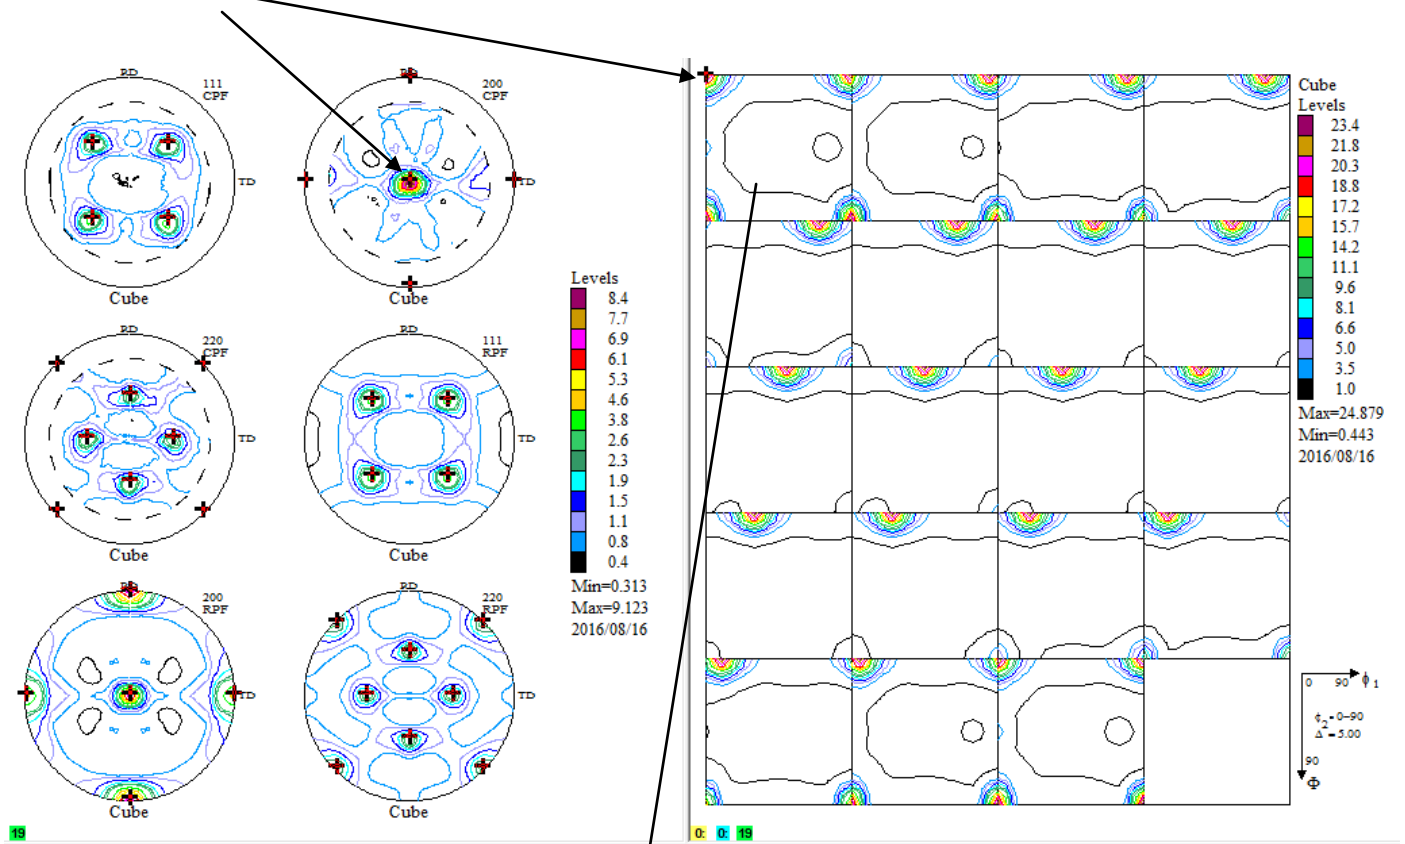 RD
111
CPF
TD
Cube
RD
200
CPF
TD
Cube
RD
220
CPF
TD
Cube
RD
111
RPF
TD
Cube
RD
200
RPF
TD
Cube
RD
220
RPF
TD
Cube
Levels
8.4
7.7
6.9
6.1
5.3
4.6
3.8
2.6
2.3
1.9
1.5
1.1
0.8
0.4
Min=0.313
Max=9.123
2016/08/16
19
Cube
Levels
23.4
21.8
20.3
18.8
17.2
15.7
14.2
11.1
9.6
8.1
6.6
5.0
3.5
1.0
Max=24.879
Min=0.443
2016/08/16
0 90 ϕ1
ϕ2=0-90
Δ=5.00
90
Φ
0: 0: 19